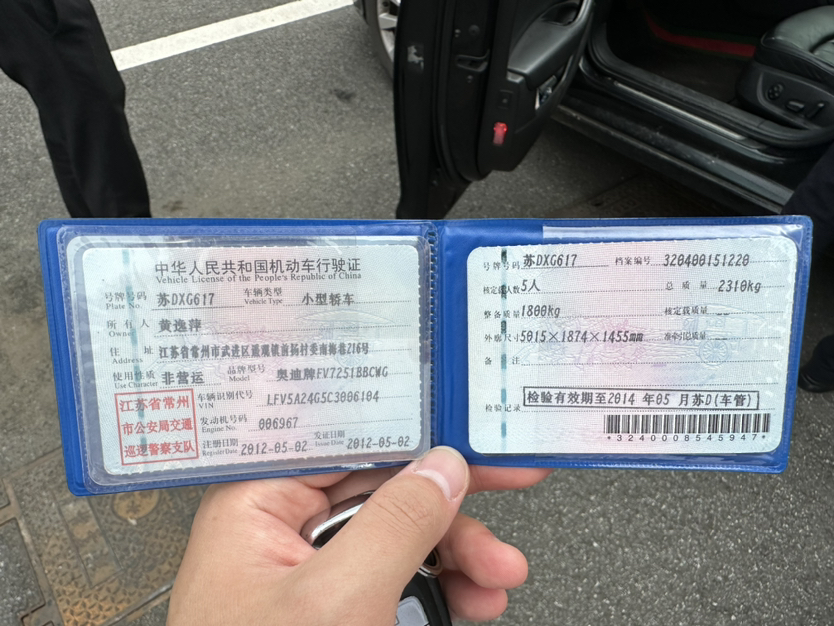 中华人民共和国机动车行驶证
Vehicle License of the People's Republic of China
号牌号码 苏DXG617 车辆类型 小型轿车
Plate No. Vehicle Type
所有人 黄逸萍
Owner
住址 江苏省常州市武进区 镇前杨村委南 巷216号
使用性质 非营运 品牌型号 奥迪牌FV7251BBCWG
Use Character Model
江苏省常州
市公安局交通
巡逻警察支队
车辆识别代号 LFV5A24G5C3006104
VIN
发动机号码 006967
Engine No.
注册日期 2012-05-02 发证日期 2012-05-02
Register Date Issue Date
号牌号码 苏DXG617 档案编号 320400151220
核定载人数 5人 总质量 2310kg
整备质量 1800kg 核定载质量 --
外廓尺寸 5015×1874×1455mm 准牵引总质量 --
备注
检验记录 检验有效期至2014 年05 月苏D(车管)
*3240008545947*